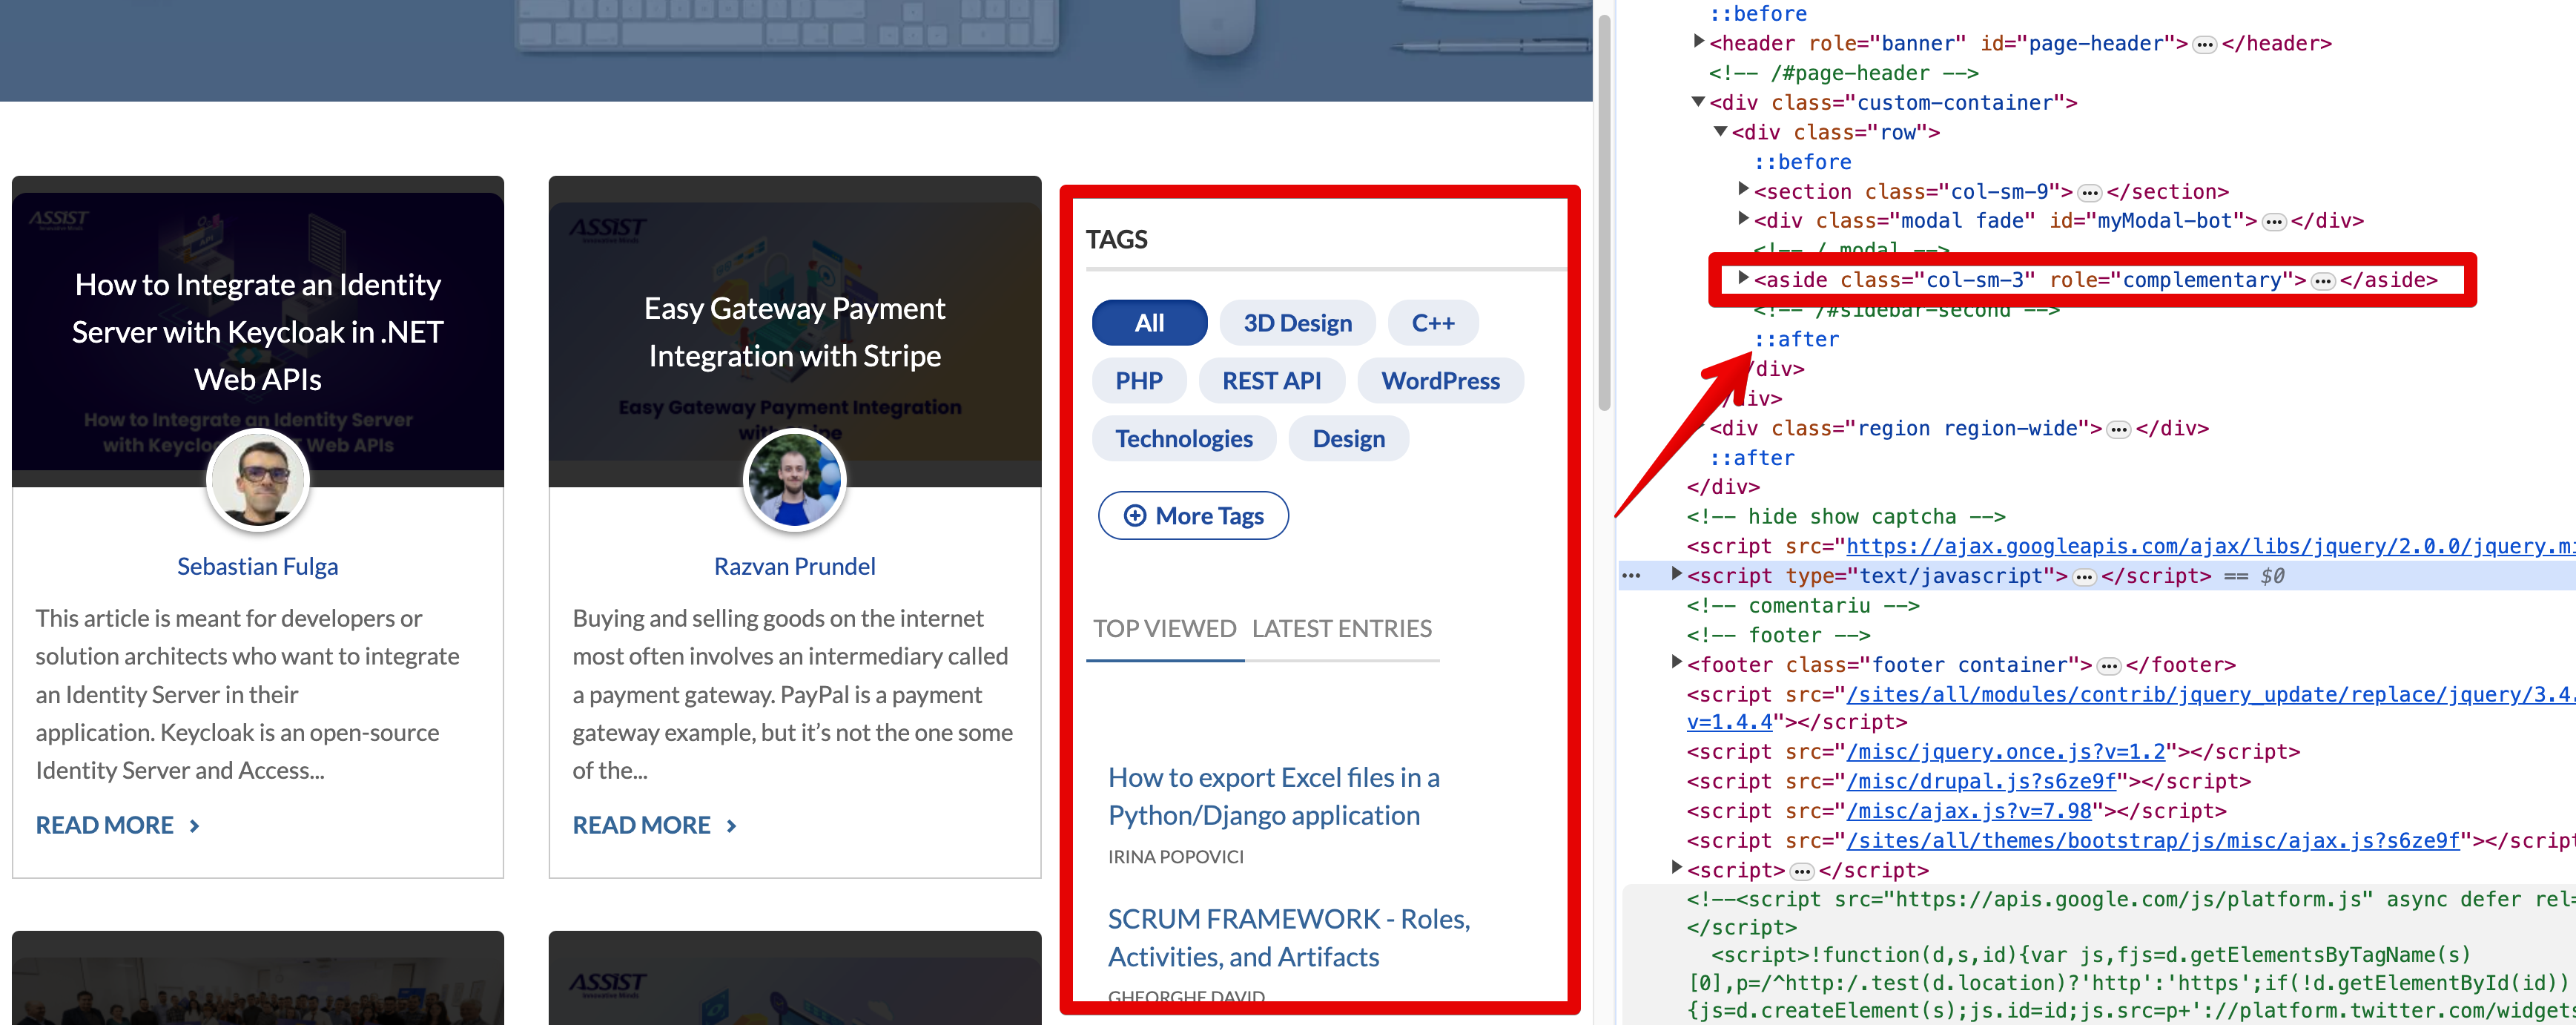 ASSIST
How to Integrate an Identity
Server with Keycloak in .NET
Web APIs
How to Integrate an Identity Server
with Keycloak
Web APIs
Sebastian Fulga
This article is meant for developers or
solution architects who want to integrate
an Identity Server in their
application. Keycloak is an open-source
Identity Server and Access...
READ MORE
ASSIST
Easy Gateway Payment
Integration with Stripe
Easy Gateway Payment Integration
Razvan Prundel
Buying and selling goods on the internet
most often involves an intermediary called
a payment gateway. PayPal is a payment
gateway example, but it’s not the one some
of the...
READ MORE
ASSIST
TAGS
All
3D Design
C++
PHP
REST API
WordPress
Technologies
Design
More Tags
TOP VIEWED
LATEST ENTRIES
How to export Excel files in a
Python/Django application
IRINA POPOVICI
SCRUM FRAMEWORK - Roles,
Activities, and Artifacts
GHEORGHE DAVID
::before
<header role="banner" id="page-header">…</header>
<!-- /#page-header -->
<div class="custom-container">
<div class="row">
::before
<section class="col-sm-9">…</section>
<div class="modal fade" id="myModal-bot">…</div>
<!-- /.modal -->
<aside class="col-sm-3" role="complementary">…</aside>
<!-- /#sidebar-second -->
::after
/div>
div>
<div class="region region-wide">…</div>
::after
</div>
<!-- hide show captcha -->
<script src="https://ajax.googleapis.com/ajax/libs/jquery/2.0.0/jquery.mi
<script type="text/javascript">…</script> == $0
<!-- comentariu -->
<!-- footer -->
<footer class="footer container">…</footer>
<script src="/sites/all/modules/contrib/jquery_update/replace/jquery/3.4.
v=1.4.4"></script>
<script src="/misc/jquery.once.js?v=1.2"></script>
<script src="/misc/drupal.js?s6ze9f"></script>
<script src="/misc/ajax.js?v=7.98"></script>
<script src="/sites/all/themes/bootstrap/js/misc/ajax.js?s6ze9f"></script
<script>…</script>
<!--<script src="https://apis.google.com/js/platform.js" async defer rel=
</script>
<script>!function(d,s,id){var js,fjs=d.getElementsByTagName(s)
[0],p=/^http:/.test(d.location)?'http':'https';if(!d.getElementById(id))
{js=d.createElement(s);js.id=id;js.src=p+'://platform.twitter.com/widget